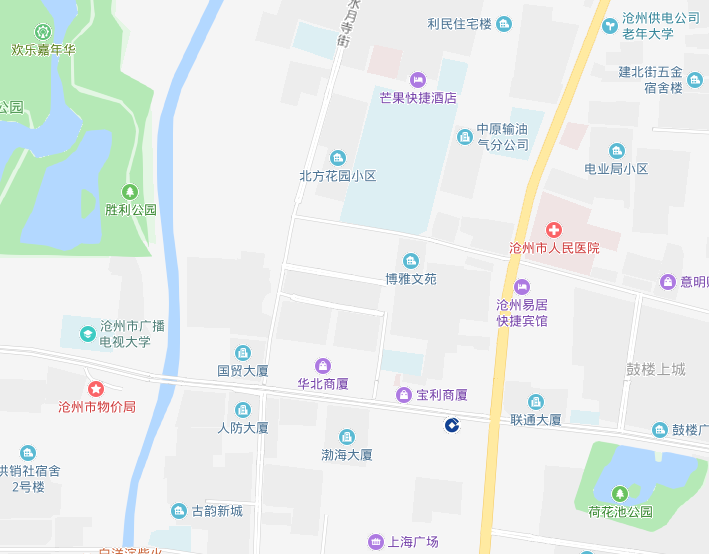 水月寺街
利民住宅楼
沧州供电公司
老年大学
欢乐嘉年华
建北街五金
宿舍楼
芒果快捷酒店
公园
中原输油
气分公司
电业局小区
北方花园小区
胜利公园
沧州市人民医院
博雅文苑
意明
沧州易居
快捷宾馆
沧州市广播
电视大学
国贸大厦
鼓楼上城
华北商厦
宝利商厦
沧州市物价局
人防大厦
联通大厦
鼓楼广
渤海大厦
供销社宿舍
2号楼
荷花池公园
古韵新城
上海广场
白洋淀柴火